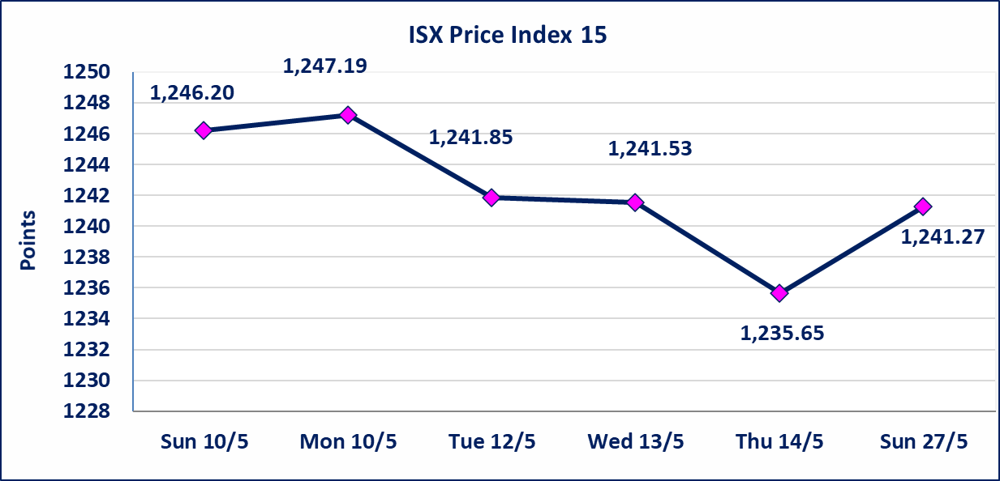 ISX Price Index 15
Points
1250
1248
1246
1244
1242
1240
1238
1236
1234
1232
1230
1228
1,246.20
1,247.19
1,241.85
1,241.53
1,235.65
1,241.27
Sun 10/5
Mon 10/5
Tue 12/5
Wed 13/5
Thu 14/5
Sun 27/5